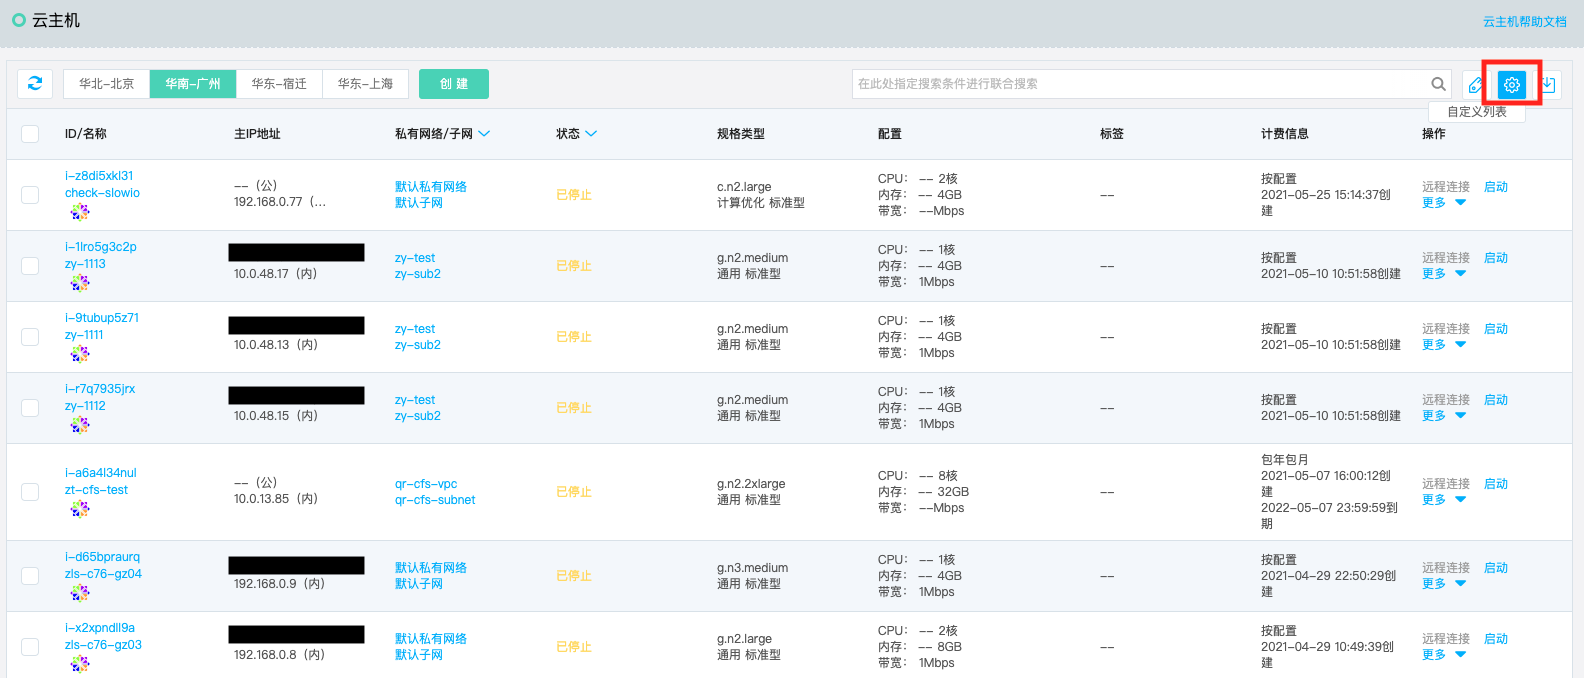 云主机
云主机帮助文档
华北-北京
华南-广州
华东-宿迁
华东-上海
创 建
在此处指定搜索条件进行联合搜索
自定义列表
ID/名称 主IP地址 私有网络/子网 状态 规格类型 配置 标签 计费信息 操作
i-z8di5xkl31
check-slowio
-- (公)
192.168.0.77 (...
默认私有网络
默认子网
已停止
c.n2.large
计算优化 标准型
CPU: -- 2核
内存: -- 4GB
带宽: --Mbps
--
按配置
2021-05-25 15:14:37创
建
远程连接 启动
更多
i-1lro5g3c2p
zy-1113
10.0.48.17 (内)
zy-test
zy-sub2
已停止
g.n2.medium
通用 标准型
CPU: -- 1核
内存: -- 4GB
带宽: 1Mbps
--
按配置
2021-05-10 10:51:58创建
远程连接 启动
更多
i-9tubup5z71
zy-1111
10.0.48.13 (内)
zy-test
zy-sub2
已停止
g.n2.medium
通用 标准型
CPU: -- 1核
内存: -- 4GB
带宽: 1Mbps
--
按配置
2021-05-10 10:51:58创建
远程连接 启动
更多
i-r7q7935jrx
zy-1112
10.0.48.15 (内)
zy-test
zy-sub2
已停止
g.n2.medium
通用 标准型
CPU: -- 1核
内存: -- 4GB
带宽: 1Mbps
--
按配置
2021-05-10 10:51:58创建
远程连接 启动
更多
i-a6a4l34nul
zt-cfs-test
-- (公)
10.0.13.85 (内)
qr-cfs-vpc
qr-cfs-subnet
已停止
g.n2.2xlarge
通用 标准型
CPU: -- 8核
内存: -- 32GB
带宽: --Mbps
--
包年包月
2021-05-07 16:00:12创
建
2022-05-07 23:59:59到
期
远程连接 启动
更多
i-d65bpraurq
zls-c76-gz04
192.168.0.9 (内)
默认私有网络
默认子网
已停止
g.n3.medium
通用 标准型
CPU: -- 1核
内存: -- 4GB
带宽: 1Mbps
--
按配置
2021-04-29 22:50:29创
建
远程连接 启动
更多
i-x2xpndll9a
zls-c76-gz03
192.168.0.8 (内)
默认私有网络
默认子网
已停止
g.n2.large
通用 标准型
CPU: -- 2核
内存: -- 8GB
带宽: 1Mbps
--
按配置
2021-04-29 10:49:39创
建
远程连接 启动
更多